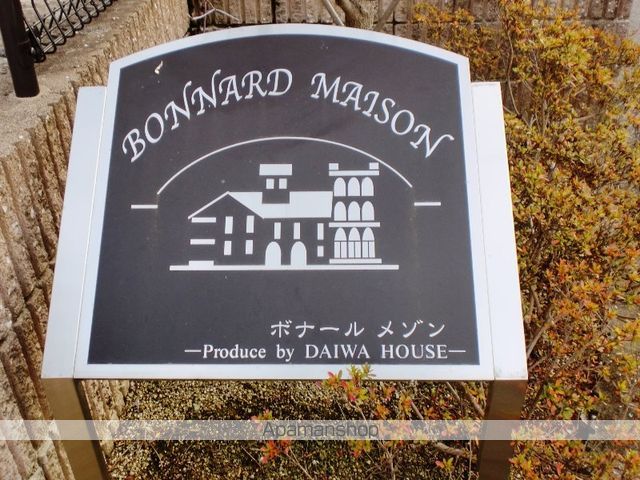 BONNARD MAISON
ボナール メゾン
—Produce by DAIWA HOUSE—
Apamanshop